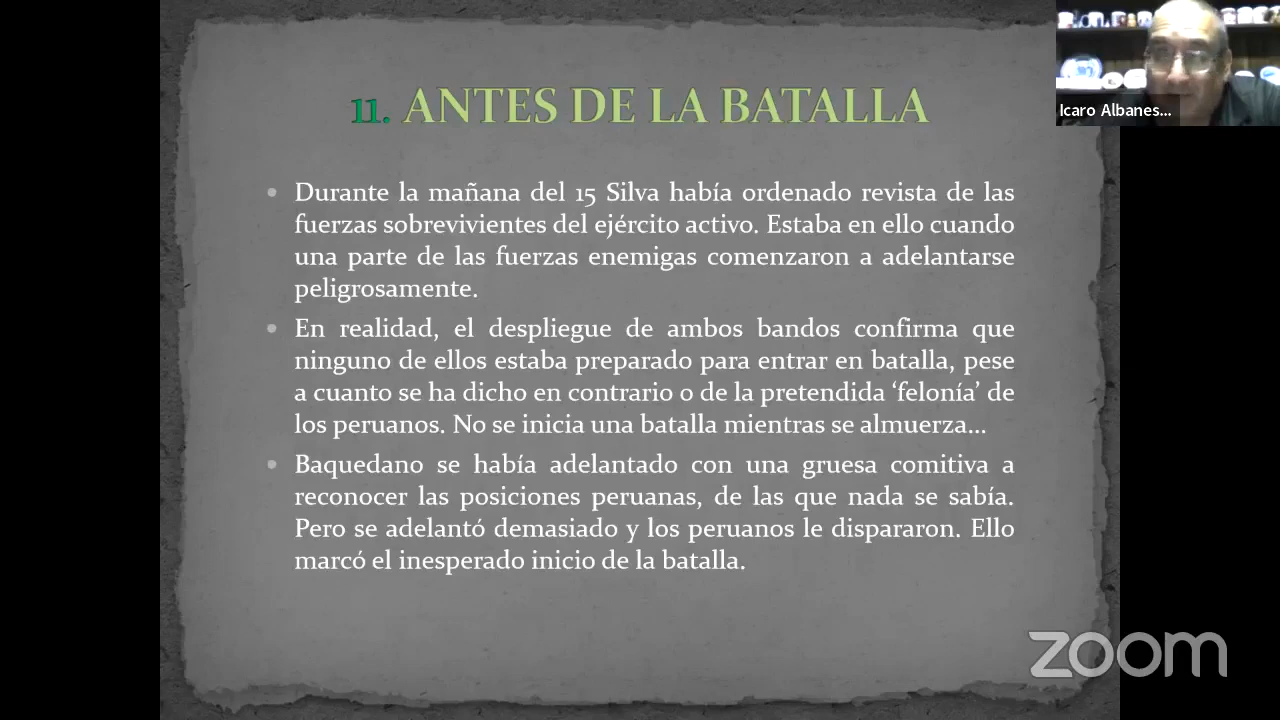 11. ANTES DE LA BATALLA
Icaro Albanes...
Durante la mañana del 15 Silva había ordenado revista de las
fuerzas sobrevivientes del ejército activo. Estaba en ello cuando
una parte de las fuerzas enemigas comenzaron a adelantarse
peligrosamente.
En realidad, el despliegue de ambos bandos confirma que
ninguno de ellos estaba preparado para entrar en batalla, pese
a cuanto se ha dicho en contrario o de la pretendida ‘felonía’ de
los peruanos. No se inicia una batalla mientras se almuerza...
Baquedano se había adelantado con una gruesa comitiva a
reconocer las posiciones peruanas, de las que nada se sabía.
Pero se adelantó demasiado y los peruanos le dispararon. Ello
marcó el inesperado inicio de la batalla.
zoom